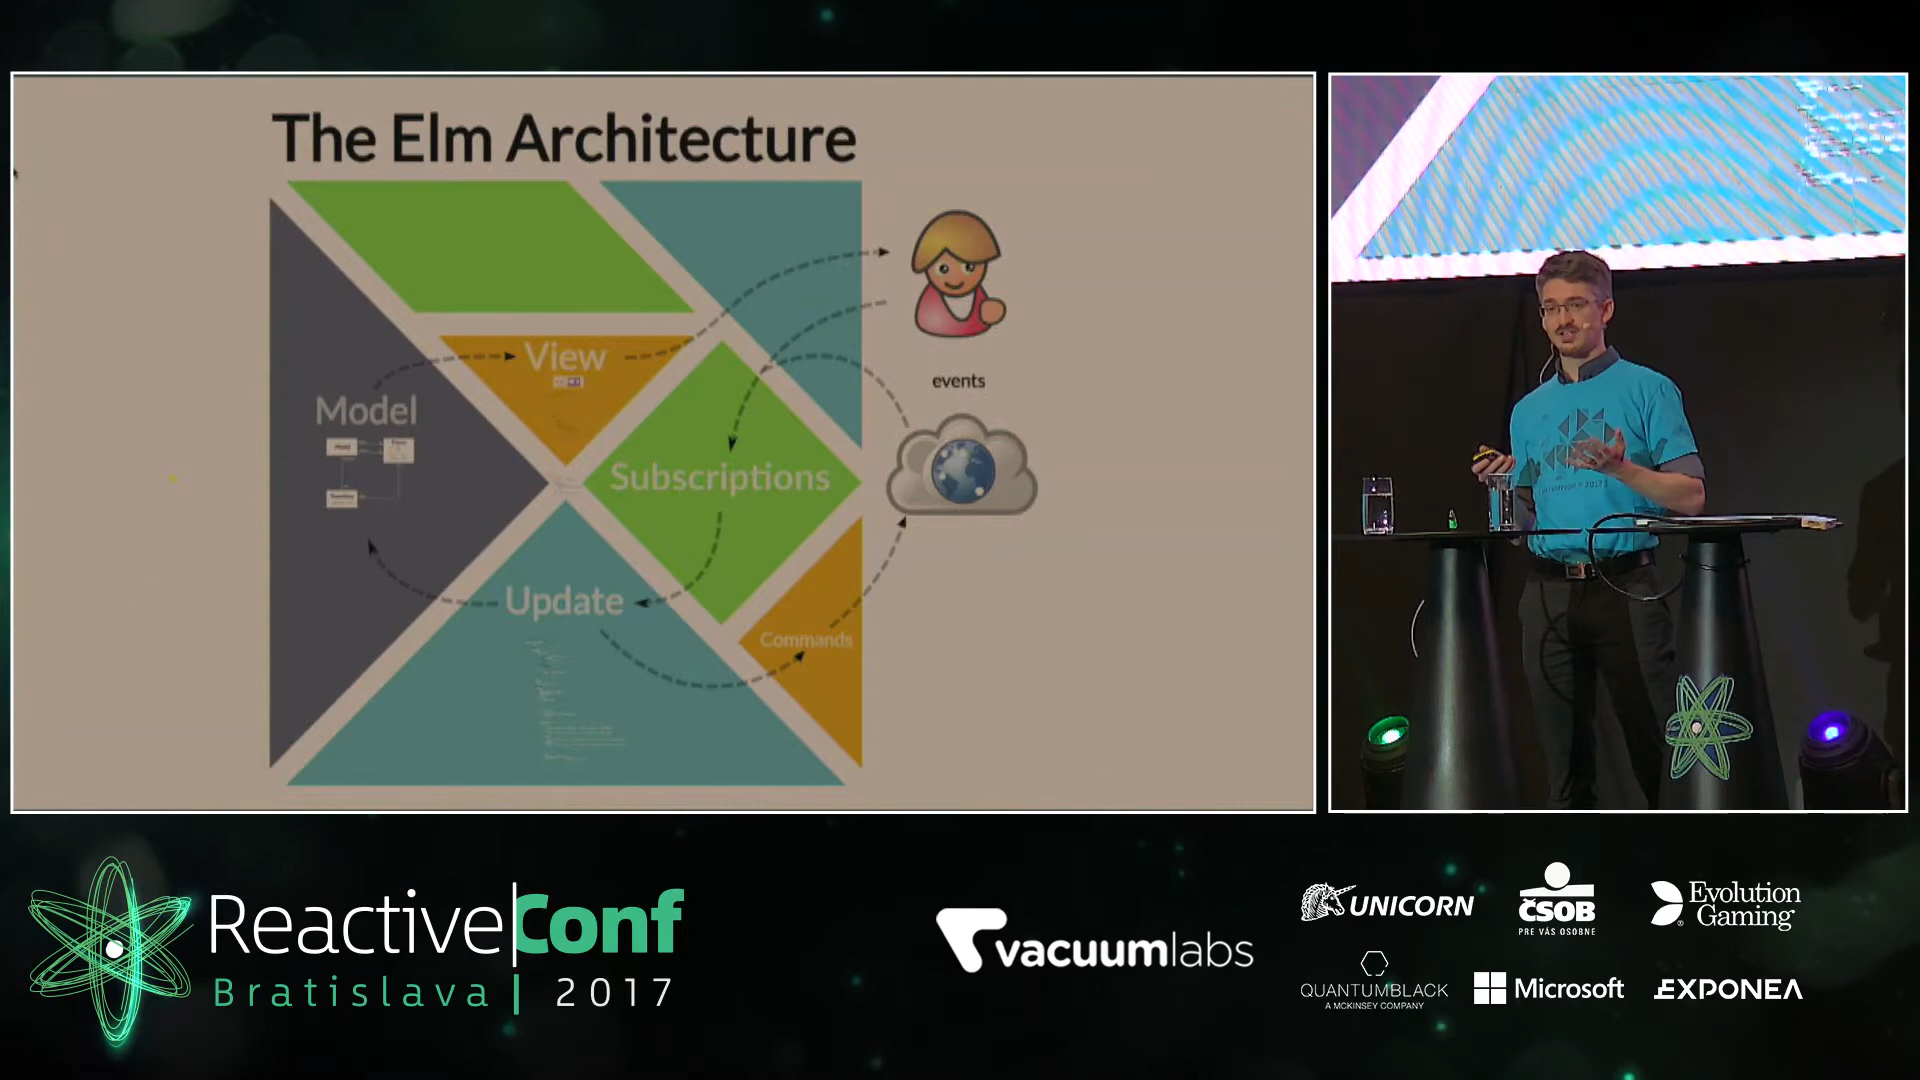 The Elm Architecture
View
Model
events
Subscriptions
Update
Commands
ReactiveConf
Bratislava | 2017
vacuumlabs
UNICORN
ČSOB
PRE VÁS OSOBNE
Evolution
Gaming
QUANTUMBLACK
A MCKINSEY COMPANY
Microsoft
EXPONEA